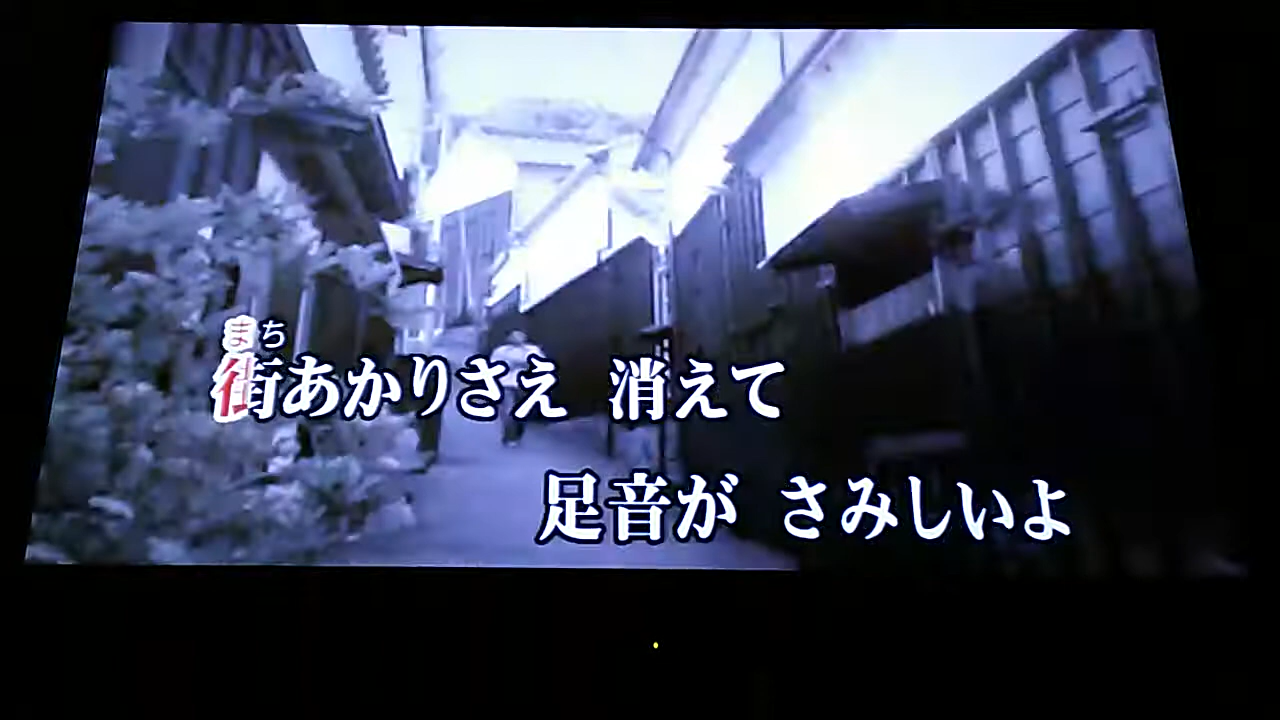 まち
街あかりさえ 消えて
足音が さみしいよ